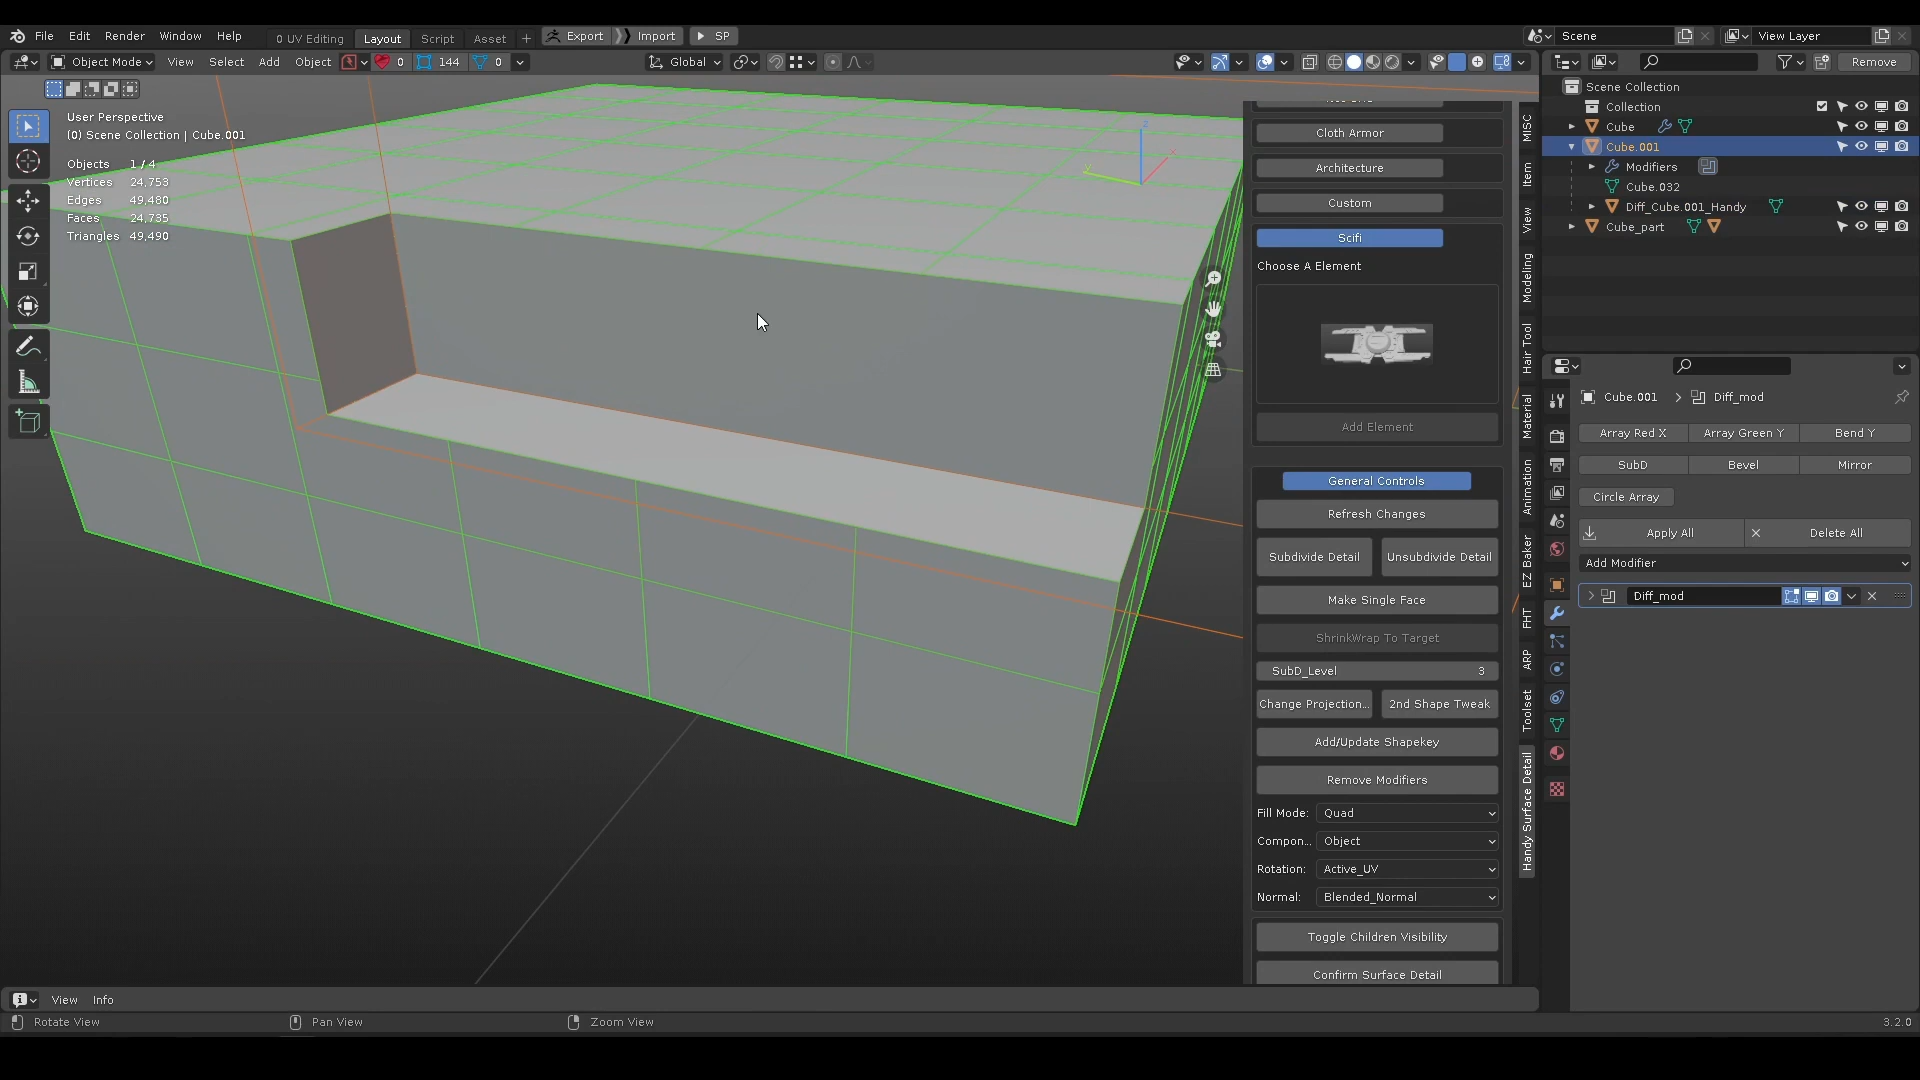 File Edit Render Window Help 0 UV Editing Layout Script Asset + Export Import SP Scene View Layer
Object Mode View Select Add Object 0 144 0 Global Remove
User Perspective
(0) Scene Collection | Cube.001
Objects 1 / 4
Vertices 24,753
Edges 49,480
Faces 24,735
Triangles 49,490
Z
X
Y
Cloth Armor
Architecture
Custom
Scifi
Choose A Element
Add Element
General Controls
Refresh Changes
Subdivide Detail Unsubdivide Detail
Make Single Face
ShrinkWrap To Target
SubD_Level 3
Change Projection... 2nd Shape Tweak
Add/Update Shapekey
Remove Modifiers
Fill Mode: Quad
Compon... Object
Rotation: Active_UV
Normal: Blended_Normal
Toggle Children Visibility
Confirm Surface Detail
MISC
Item
View
Modeling
Hair Tool
Material
Animation
EZ Baker
FHT
ARP
Toolset
Handy Surface Detail
Scene Collection
Collection
Cube
Cube.001
Modifiers
Cube.032
Diff_Cube.001_Handy
Cube_part
Cube.001 Diff_mod
Array Red X Array Green Y Bend Y
SubD Bevel Mirror
Circle Array
Apply All Delete All
Add Modifier
Diff_mod
View Info
Rotate View Pan View Zoom View 3.2.0